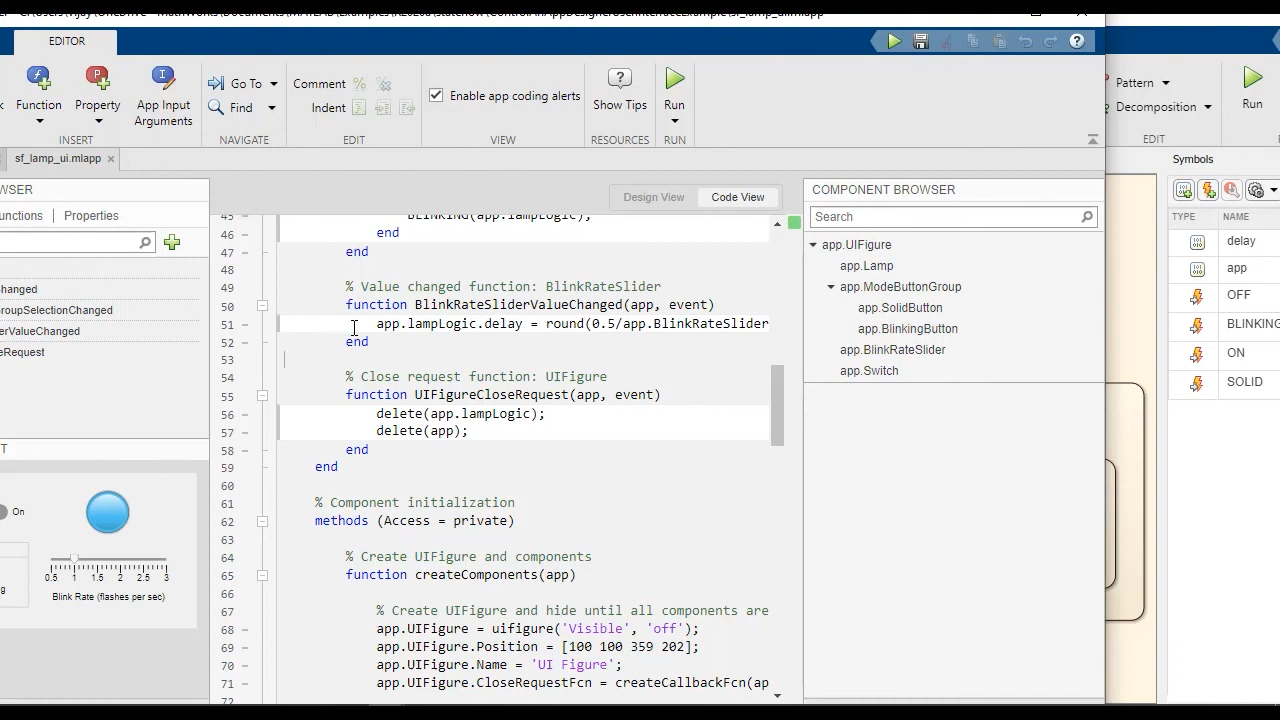 EDITOR
Function
Property
App Input
Arguments
INSERT
Go To
Find
NAVIGATE
Comment
Indent
EDIT
Enable app coding alerts
VIEW
Show Tips
RESOURCES
Run
RUN
Pattern
Decomposition
EDIT
Run
sf_lamp_ui.mlapp
Symbols
Properties
Design View
Code View
COMPONENT BROWSER
Search
TYPE
NAME
delay
app
OFF
BLINKING
ON
SOLID
app.UIFigure
app.Lamp
app.ModeButtonGroup
app.SolidButton
app.BlinkingButton
app.BlinkRateSlider
app.Switch
45 BLINKING(app.lampLogic);
46 end
47 end
48
49 % Value changed function: BlinkRateSlider
50 function BlinkRateSliderValueChanged(app, event)
51 app.lampLogic.delay = round(0.5/app.BlinkRateSlider
52 end
53
54 % Close request function: UIFigure
55 function UIFigureCloseRequest(app, event)
56 delete(app.lampLogic);
57 delete(app);
58 end
59 end
60
61 % Component initialization
62 methods (Access = private)
63
64 % Create UIFigure and components
65 function createComponents(app)
66
67 % Create UIFigure and hide until all components are
68 app.UIFigure = uifigure('Visible', 'off');
69 app.UIFigure.Position = [100 100 359 202];
70 app.UIFigure.Name = 'UI Figure';
71 app.UIFigure.CloseRequestFcn = createCallbackFcn(ap
72
On
0.5 1 1.5 2 2.5 3
Blink Rate (flashes per sec)